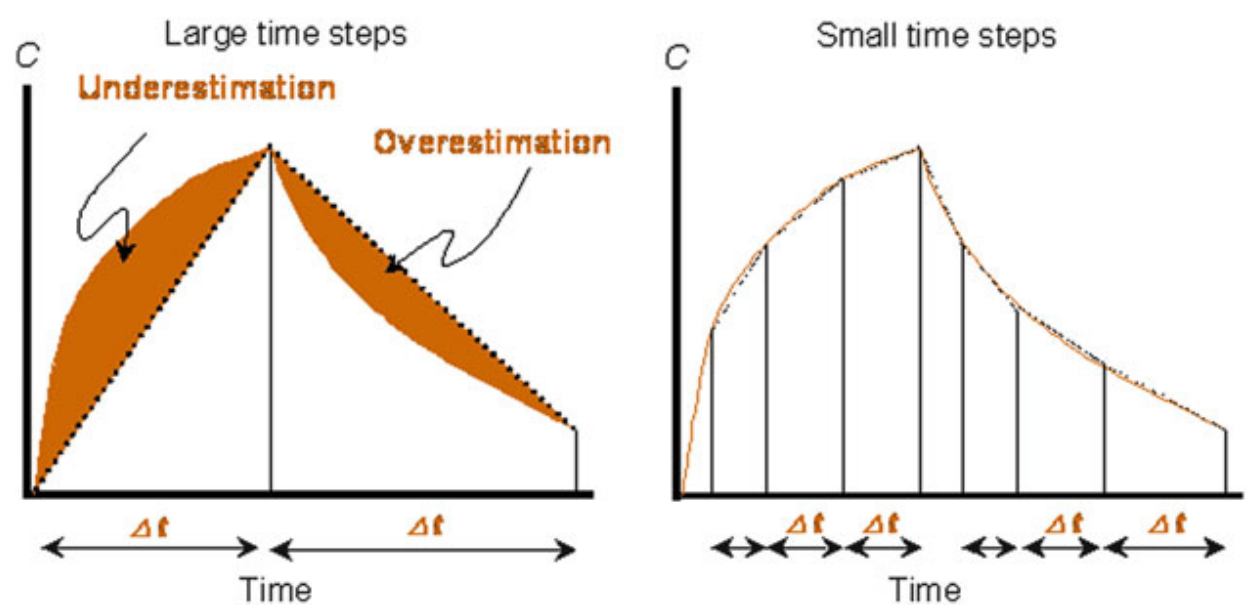 Large time steps
C
Underestimation
Overestimation
Δt
Δt
Time
Small time steps
C
Δt
Δt
Δt
Δt
Time